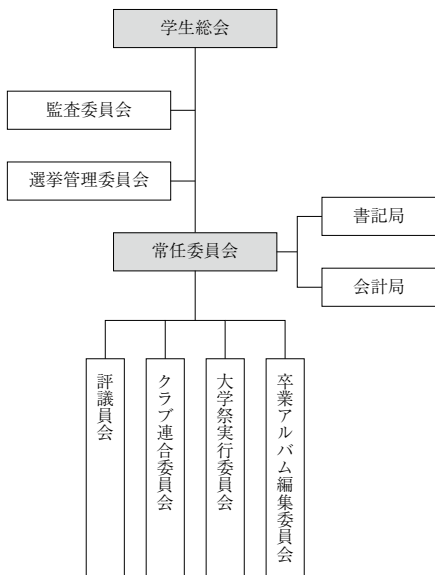 学生総会
監査委員会
選挙管理委員会
書記局
常任委員会
会計局
評議員会
クラブ連合委員会
大学祭実行委員会
卒業アルバム編集委員会